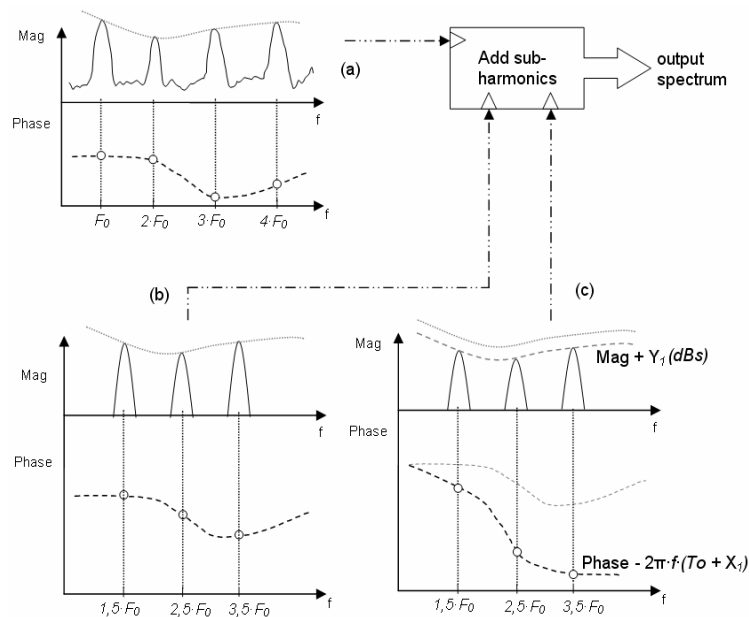 Mag
f
Phase
F0
2·F0
3·F0
4·F0
f
(a)
Add sub-
harmonics
output
spectrum
(b)
(c)
Mag
f
Phase
1,5·F0
2,5·F0
3,5·F0
f
Mag
Mag + Y1 (dBs)
f
Phase
Phase - 2π·f (To + X1)
1,5·F0
2,5·F0
3,5·F0
f